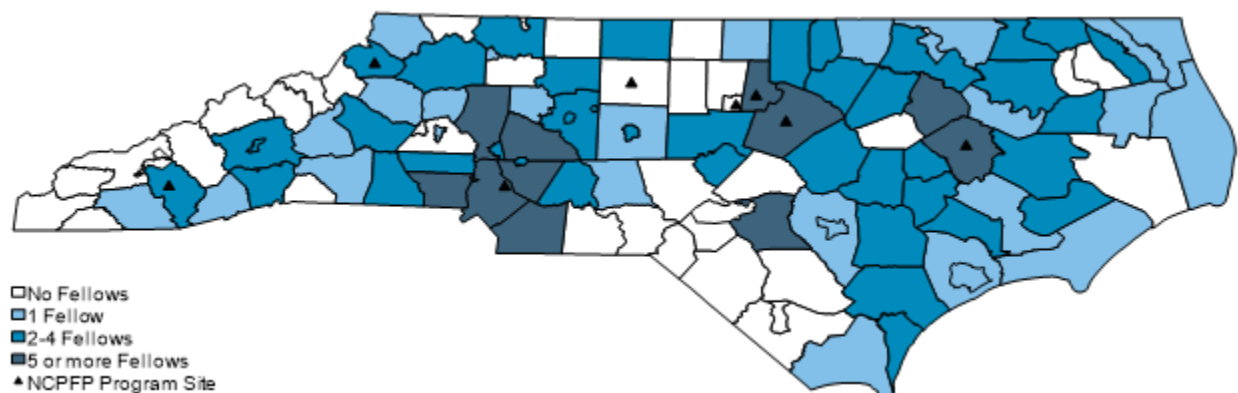 No Fellows
1 Fellow
2-4 Fellows
5 or more Fellows
NCPFP Program Site